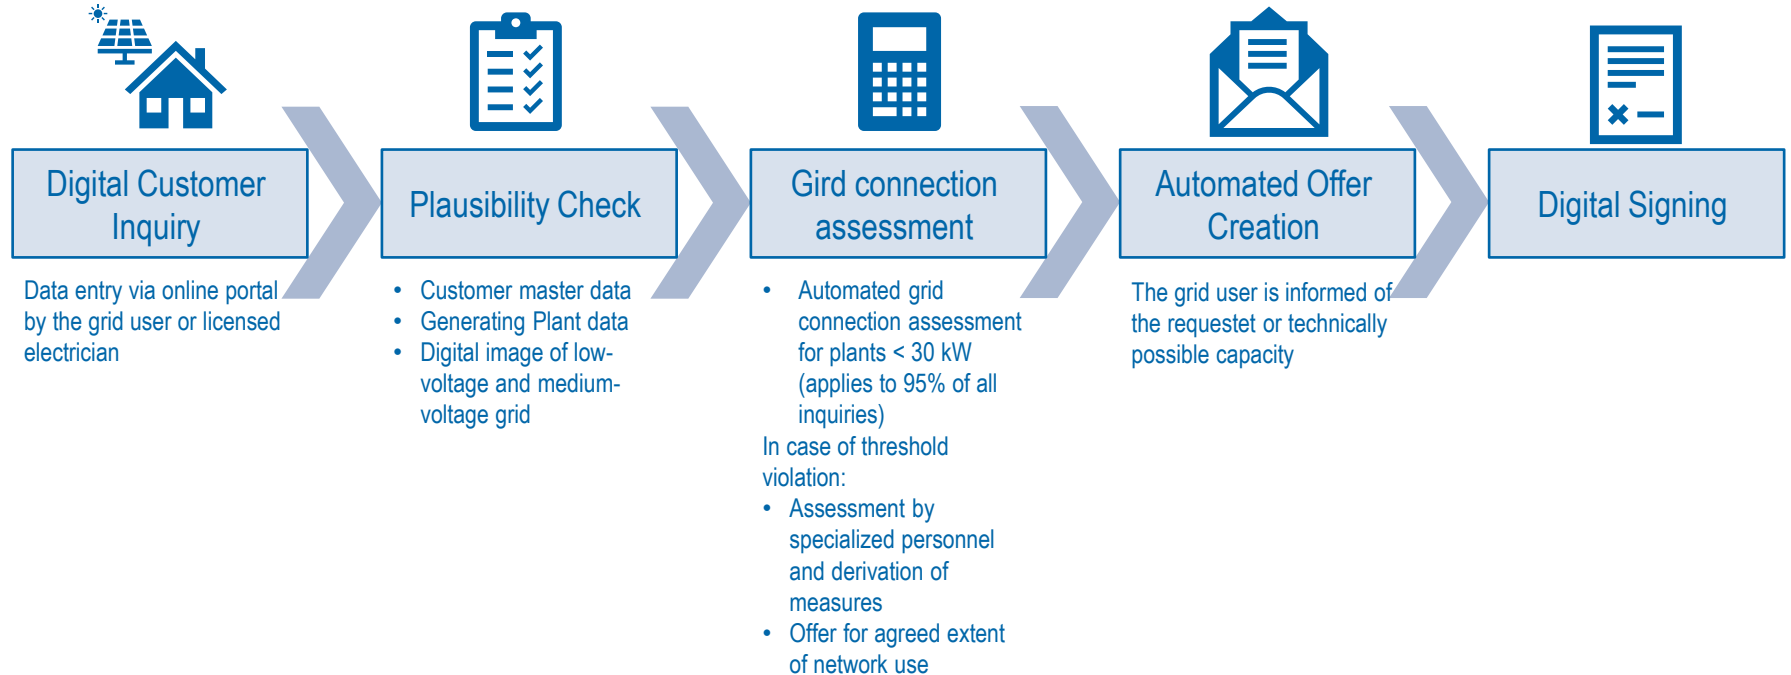 Digital Customer
Inquiry
Data entry via online portal
by the grid user or licensed
electrician
Plausibility Check
• Customer master data
• Generating Plant data
• Digital image of low-
voltage and medium-
voltage grid
Gird connection
assessment
• Automated grid
connection assessment
for plants < 30 kW
(applies to 95% of all
inquiries)
In case of threshold
violation:
• Assessment by
specialized personnel
and derivation of
measures
• Offer for agreed extent
of network use
Automated Offer
Creation
The grid user is informed of
the requestet or technically
possible capacity
Digital Signing